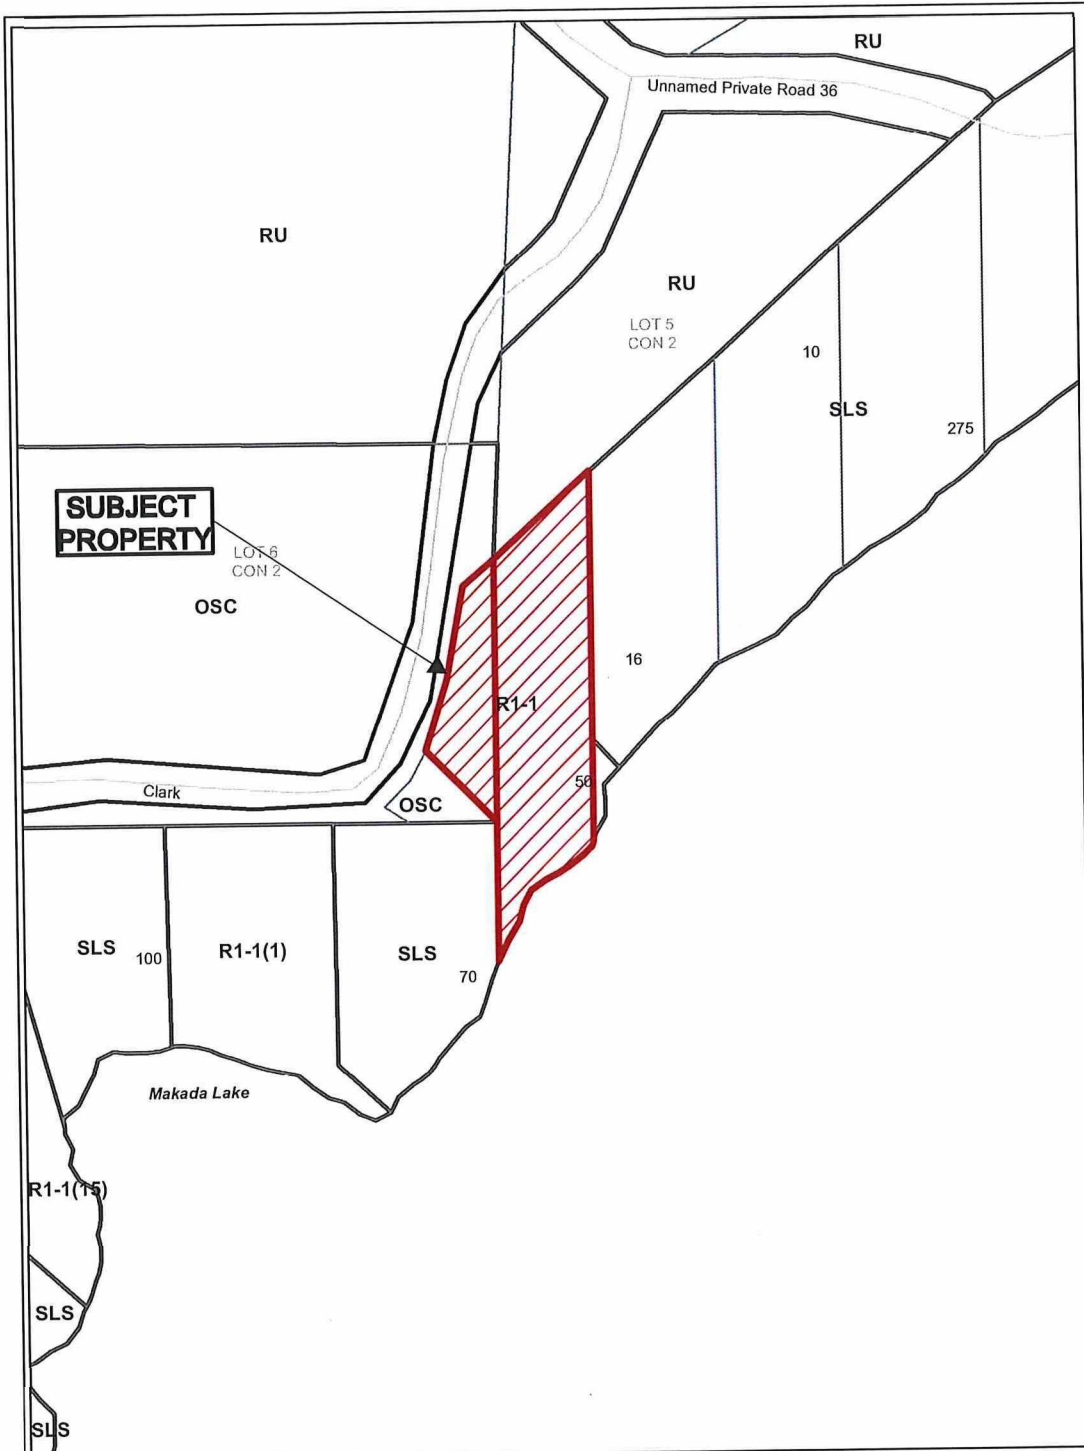 RU
Unnamed Private Road 36
RU
RU
LOT 5
CON 2
10
SLS
275
SUBJECT
PROPERTY
LOT 6
CON 2
OSC
16
R1-1
50
Clark
OSC
SLS
100
R1-1(1)
SLS
70
Makada Lake
R1-1(15)
SLS
SLS